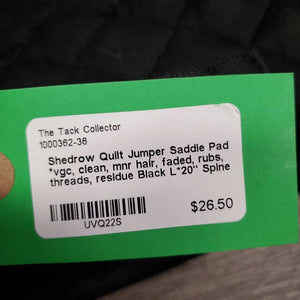 The Tack Collector
1000362-36
Shedrow Quilt Jumper Saddle Pad
*vgc, clean, mnr hair, faded, rubs,
threads, residue Black L*20" Spine
UVQ22S
$26.50